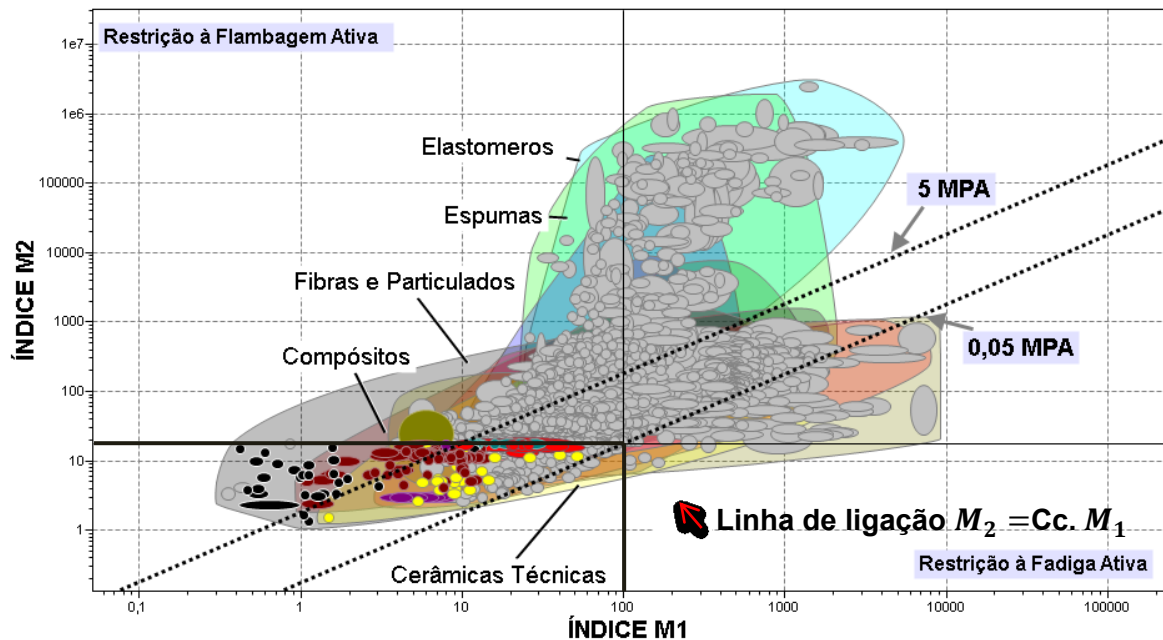 Restrição à Flambagem Ativa
1e7
1e6
100000
10000
1000
100
10
1
ÍNDICE M2
Elastomeros
Espumas
Fibras e Particulados
Compósitos
5 MPA
0,05 MPA
Linha de ligação M₂ =Cc. M₁
Cerâmicas Técnicas
Restrição à Fadiga Ativa
0,1 1 10 100 1000 10000 100000
ÍNDICE M1